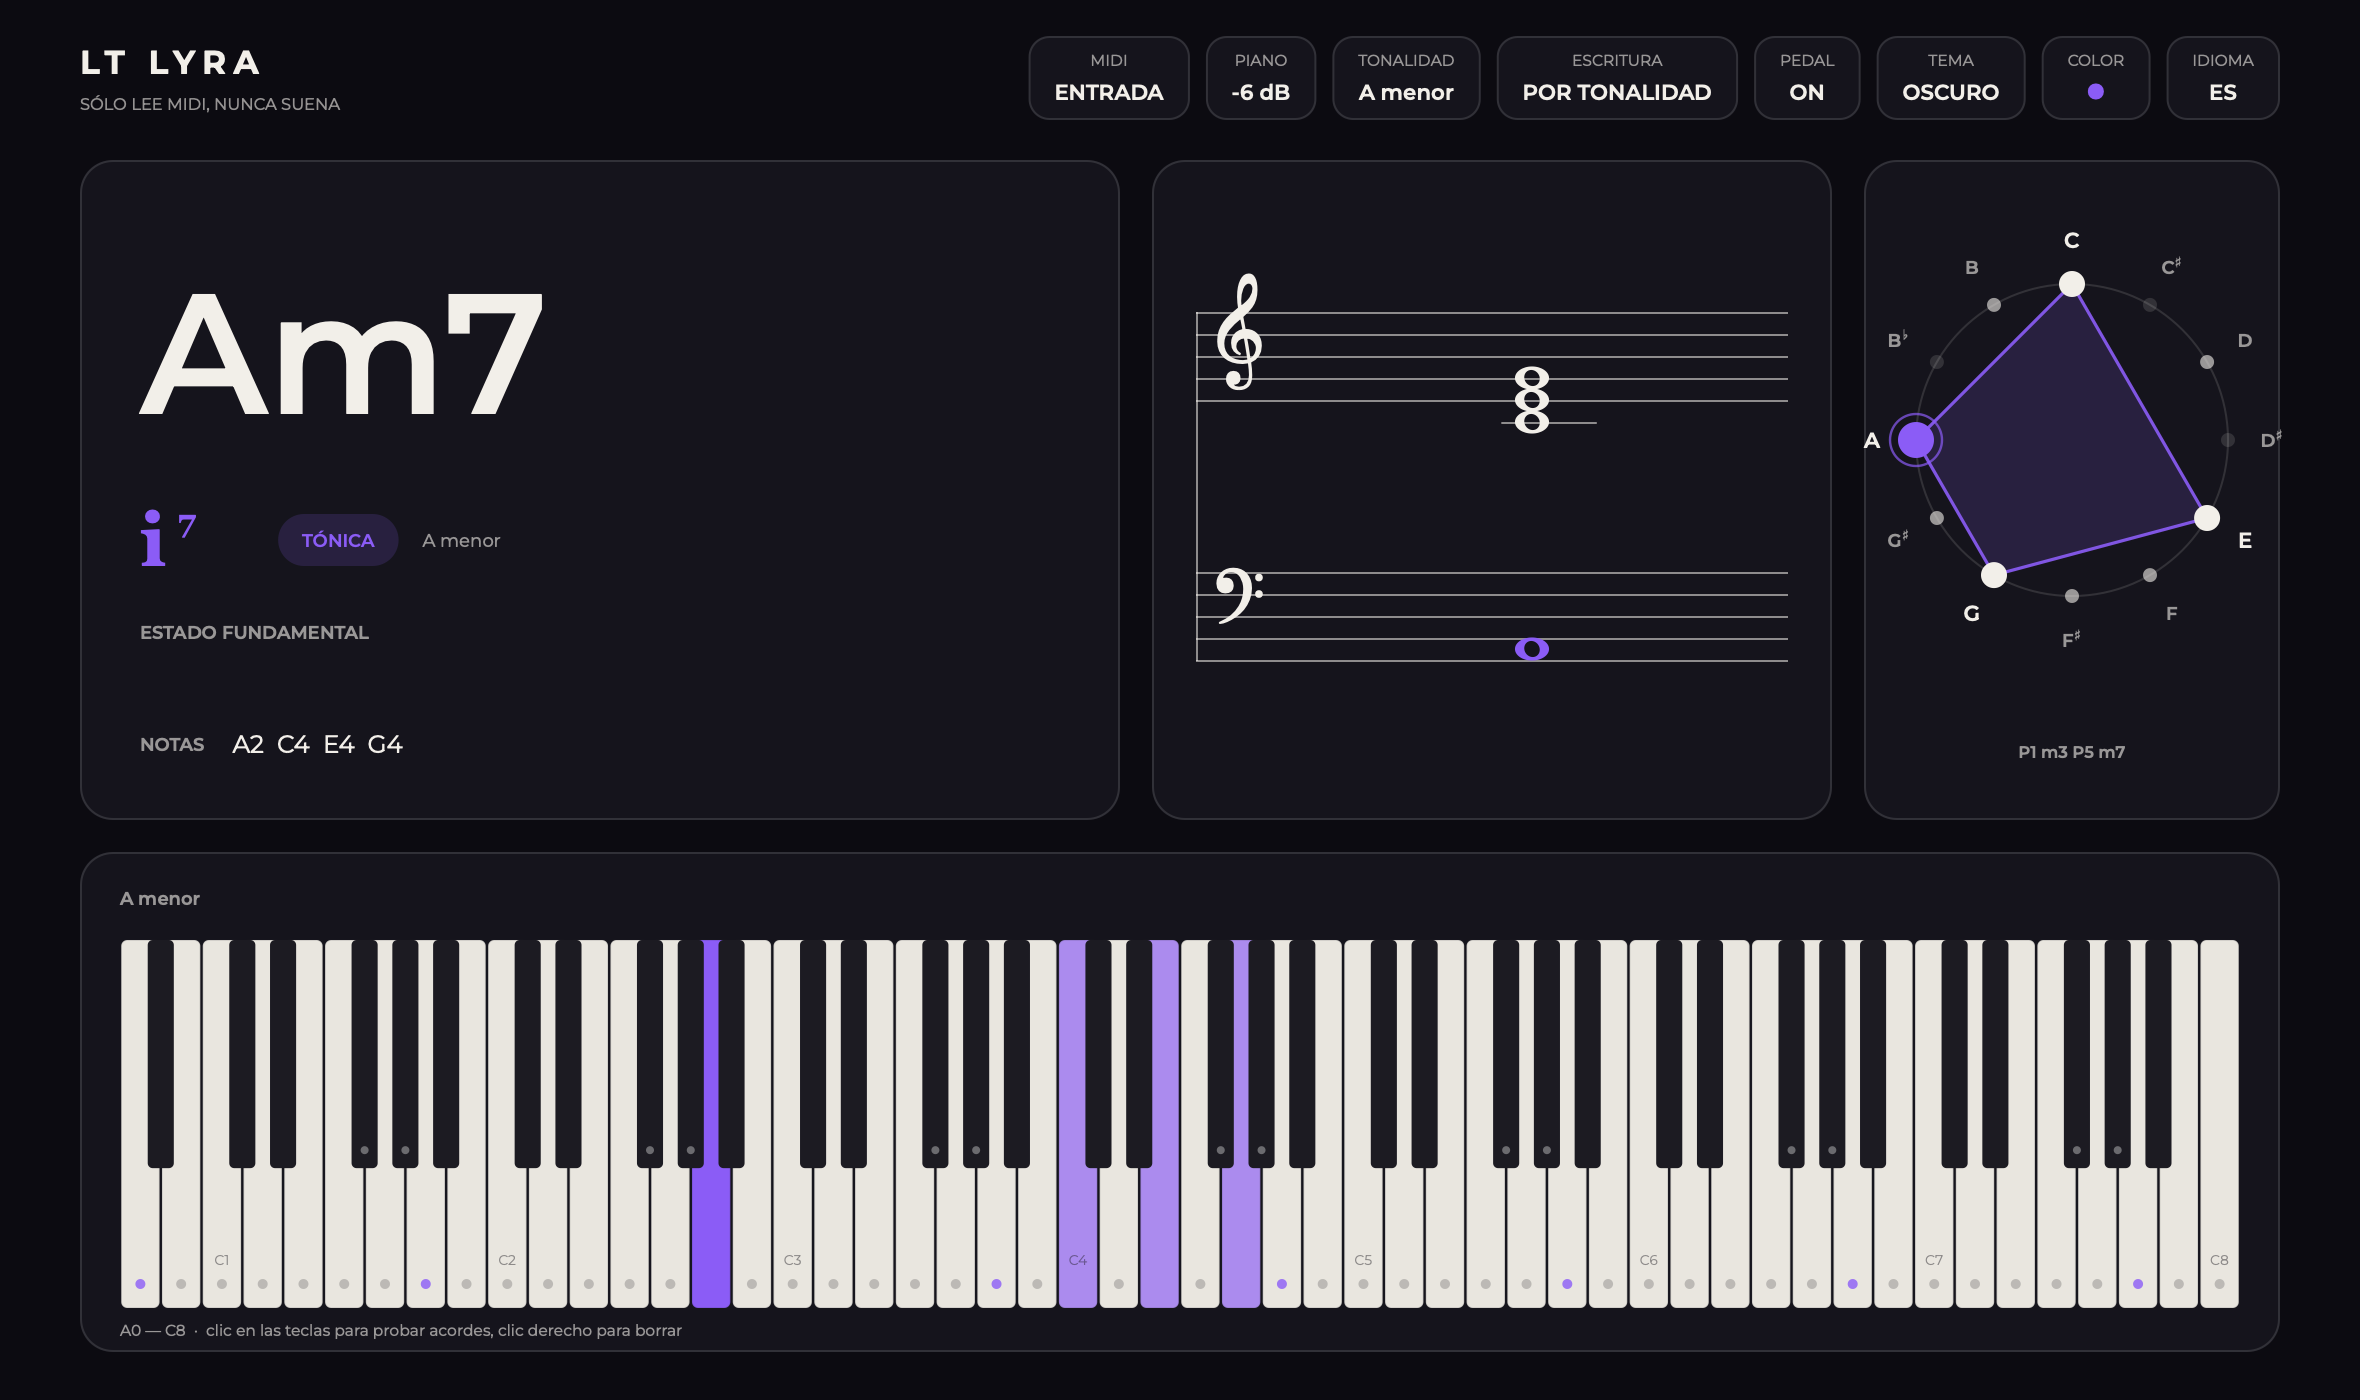 LT LYRA
SÓLO LEE MIDI, NUNCA SUENA
MIDI
ENTRADA
PIANO
-6 dB
TONALIDAD
A menor
ESCRITURA
POR TONALIDAD
PEDAL
ON
TEMA
OSCURO
COLOR
IDIOMA
ES
Am7
i7
TÓNICA
A menor
ESTADO FUNDAMENTAL
NOTAS A2 C4 E4 G4
C
C♯
D
D♯
E
F
F♯
G
G♯
A
B♭
B
P1 m3 P5 m7
A menor
C1 C2 C3 C4 C5 C6 C7 C8
A0 — C8 · clic en las teclas para probar acordes, clic derecho para borrar